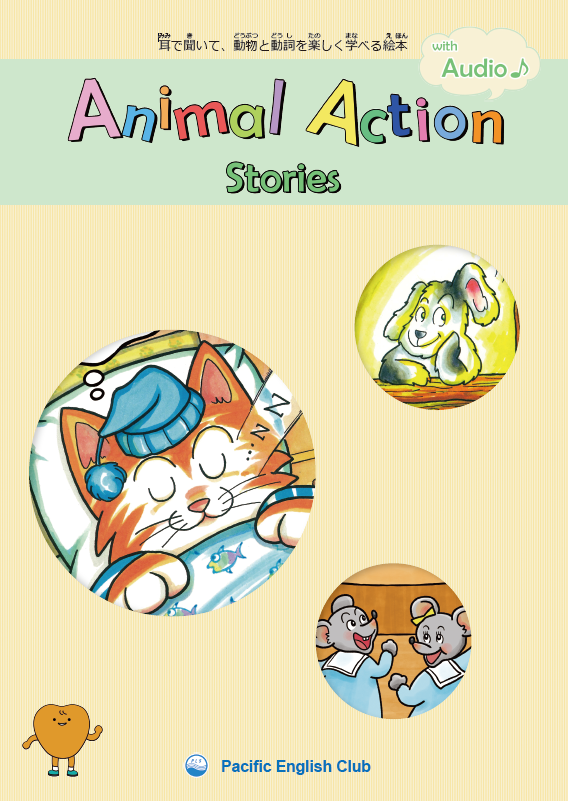 耳で聞いて、動物と動詞を楽しく学べる絵本
with
Audio♪
Animal Action
Stories
Z
Z
Z
Pacific English Club